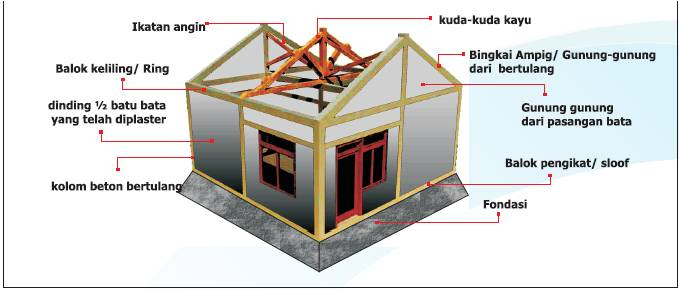 Ikatan angin
kuda-kuda kayu
Balok keliling/ Ring
Bingkai Ampig/ Gunung-gunung
dari bertulang
dinding ½ batu bata
yang telah diplaster
Gunung gunung
dari pasangan bata
kolom beton bertulang
Balok pengikat/ sloof
Fondasi